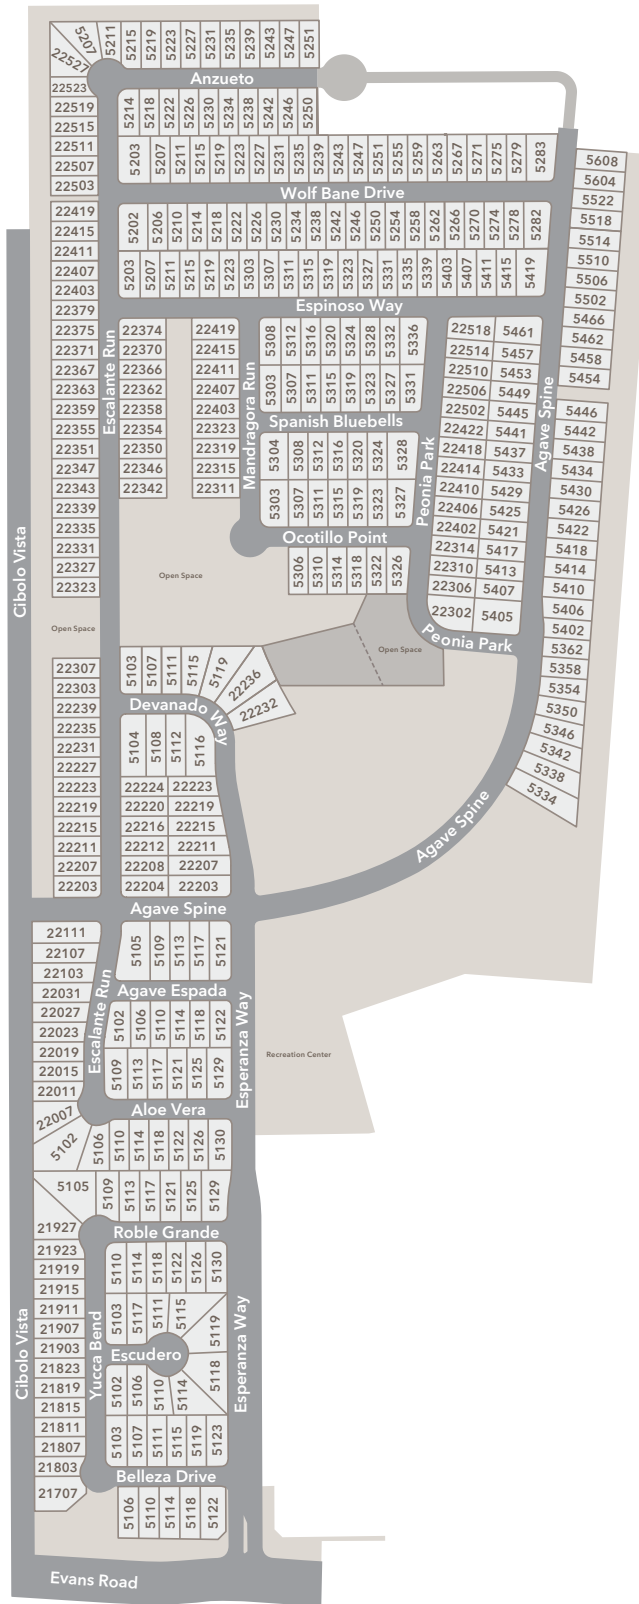 5207 5211 5215 5219 5223 5227 5231 5235 5239 5243 5247 5251
22527
22523
Anzueto
22519
22515
22511
22507
22503
5214 5218 5222 5226 5230 5234 5238 5242 5246 5250
5203 5207 5211 5215 5219 5223 5227 5231 5235 5239 5243 5247 5251 5255 5259 5263 5267 5271 5275 5279 5283
Wolf Bane Drive
5202 5206 5210 5214 5218 5222 5226 5230 5234 5238 5242 5246 5250 5254 5258 5262 5266 5270 5274 5278 5282
5203 5207 5211 5215 5219 5223 5303 5307 5311 5315 5319 5323 5327 5331 5335 5339 5403 5407 5411 5415 5419
Espinoso Way
5608
5604
5522
5518
5514
5510
5506
5502
5466
5462
5458
5454
5446
5442
5438
5434
5430
5426
5422
5418
5414
5410
5406
5402
5362
5358
5354
5350
5346
5342
5338
5334
22419
22415
22411
22407
22403
22379
22375
22371
22367
22363
22359
22355
22351
22347
22343
22339
22335
22331
22327
22323
Escalante Run
22374
22370
22366
22362
22358
22354
22350
22346
22342
22419
22415
22411
22407
22403
22323
22319
22315
22311
Mandragora Run
5308 5312 5316 5320 5324 5328 5332 5336
5303 5307 5311 5315 5319 5323 5327 5331
Spanish Bluebells
5304 5308 5312 5316 5320 5324 5328
5303 5307 5311 5315 5319 5323 5327
Ocotillo Point
5306 5310 5314 5318 5322 5326
Peonia Park
22518 5461
22514 5457
22510 5453
22506 5449
22502 5445
22422 5441
22418 5437
22414 5433
22410 5429
22406 5425
22402 5421
22314 5417
22310 5413
22306 5407
22302 5405
Peonia Park
Agave Spine
Cibolo Vista
Open Space
Open Space
Open Space
22307
22303
22239
22235
22231
22227
22223
22219
22215
22211
22207
22203
5103 5107 5111 5115 5119 22236 22232
Devanado Way
5104 5108 5112 5116
22224 22223
22220 22219
22216 22215
22212 22211
22208 22207
22204 22203
Agave Spine
Agave Spine
22111
22107
22103
22031
22027
22023
22019
22015
22011
22007
5102
Escalante Run
5105 5109 5113 5117 5121
Agave Espada
5102 5106 5110 5114 5118 5122
5109 5113 5117 5121 5125 5129
Esperanza Way
Recreation Center
Aloe Vera
5106 5110 5114 5118 5122 5126 5130
5105 5109 5113 5117 5121 5125 5129
21927
Roble Grande
21923
21919
21915
21911
21907
21903
21823
21819
21815
21811
21807
21803
21707
Cibolo Vista
Yucca Bend
5110 5114 5118 5122 5126 5130
5103 5117 5111 5115 5119
Escudero
5102 5106 5110 5114 5118
5103 5107 5111 5115 5119 5123
Esperanza Way
Belleza Drive
5106 5110 5114 5118 5122
Evans Road